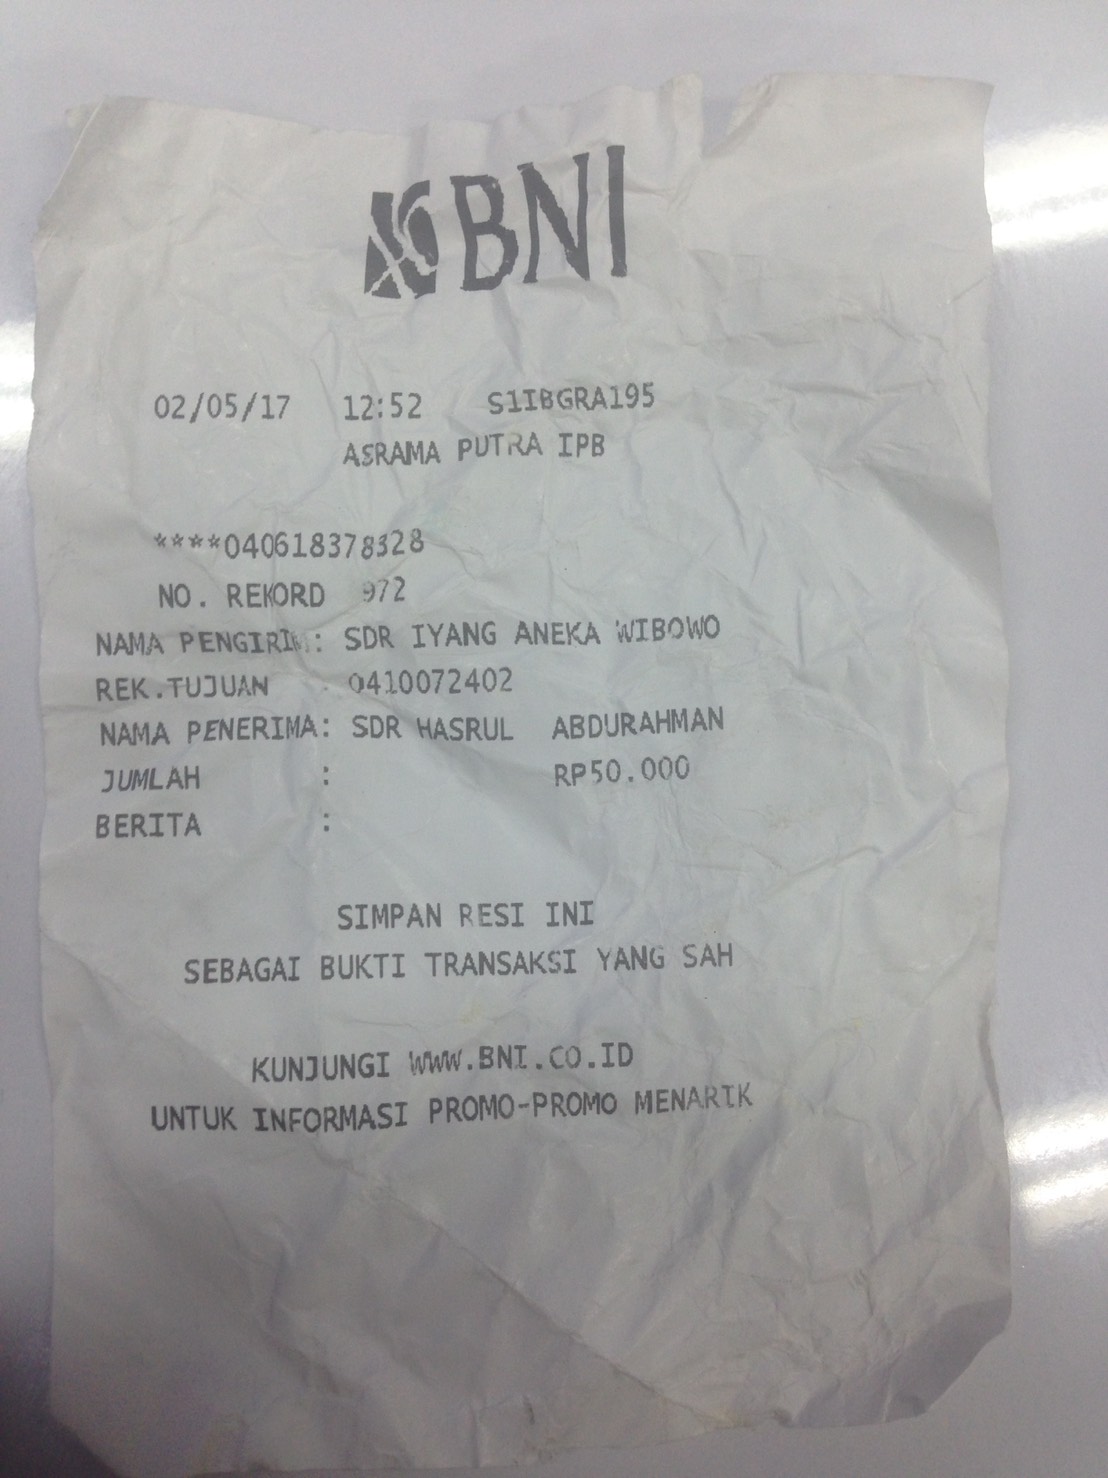 BNI
02/05/17 12:52 S1IBGRA195
ASRAMA PUTRA IPB
****040618378328
NO. REKORD 972
NAMA PENGIRIM: SDR IYANG ANEKA WIBOWO
REK.TUJUAN : 0410072402
NAMA PENERIMA: SDR HASRUL ABDURAHMAN
JUMLAH : RP50.000
BERITA :
SIMPAN RESI INI
SEBAGAI BUKTI TRANSAKSI YANG SAH
KUNJUNGI WWW.BNI.CO.ID
UNTUK INFORMASI PROMO-PROMO MENARIK